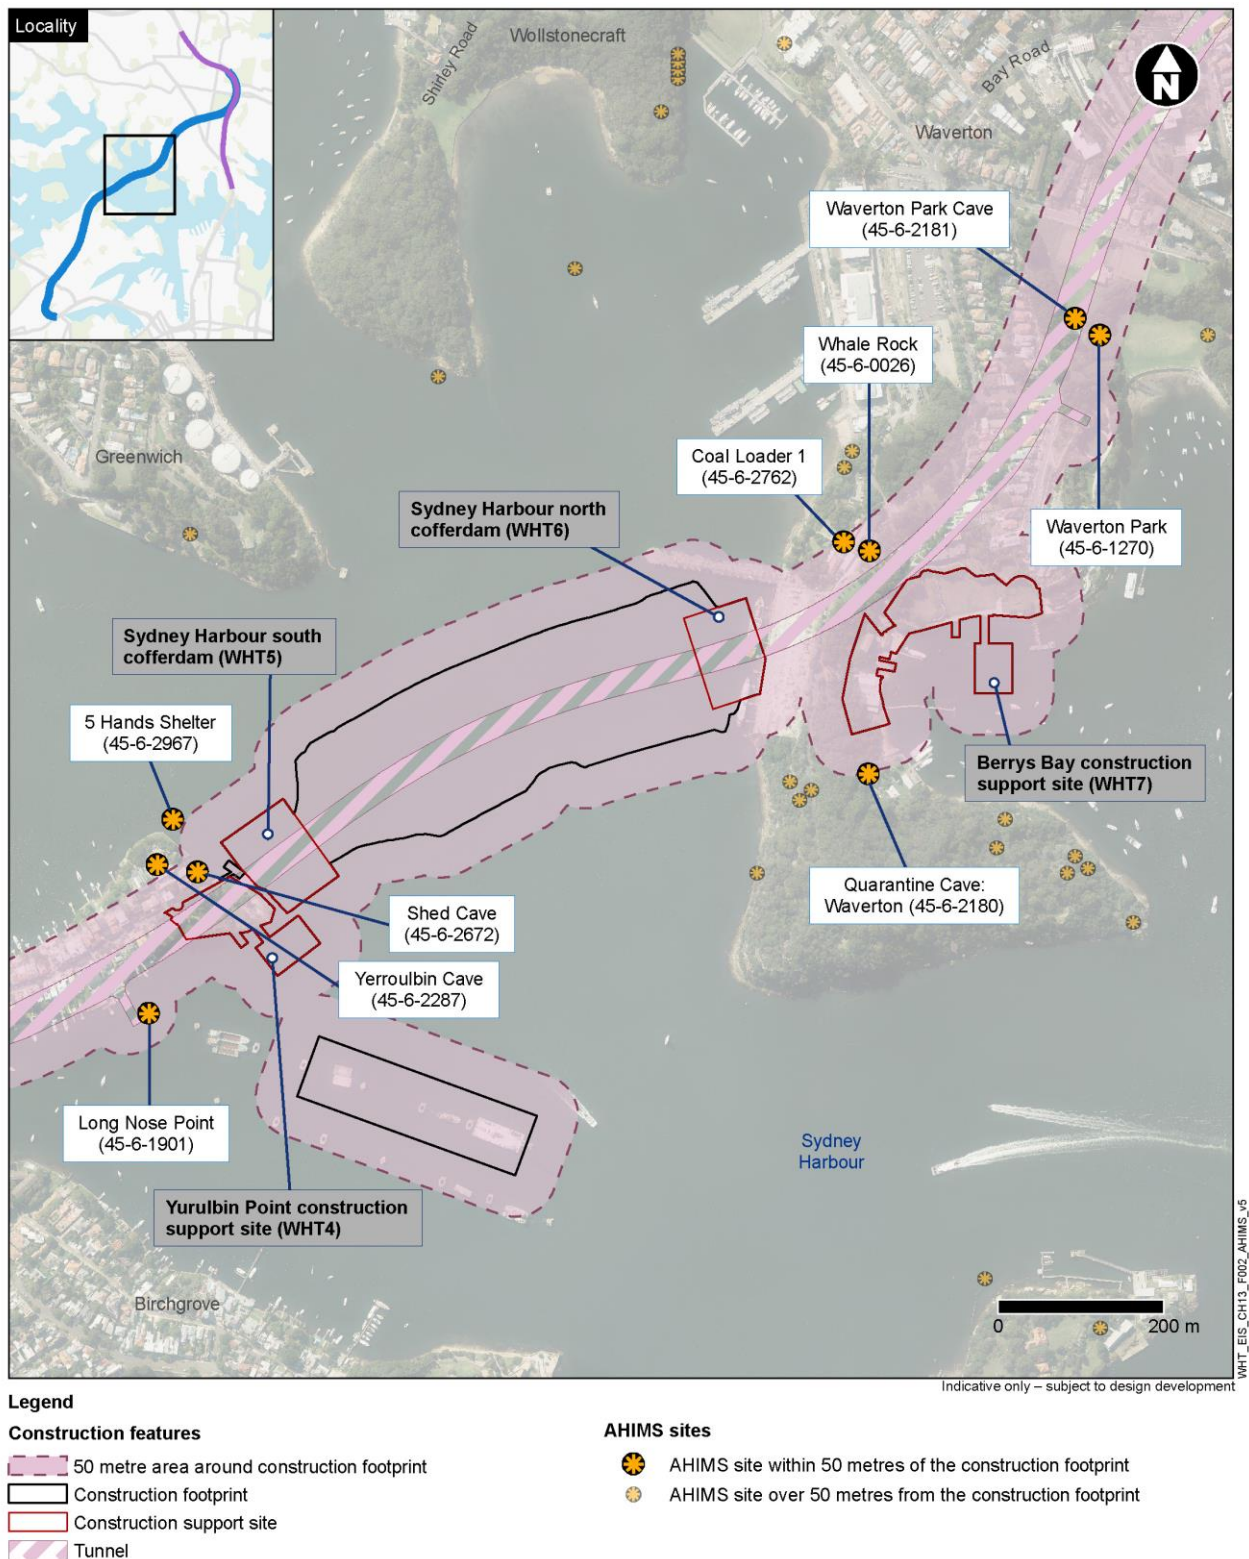 Locality
Wollstonecraft
Shirley Road
Bay Road
N
Waverton
Waverton Park Cave
(45-6-2181)
Whale Rock
(45-6-0026)
Greenwich
Coal Loader 1
(45-6-2762)
Sydney Harbour north
cofferdam (WHT6)
Waverton Park
(45-6-1270)
Sydney Harbour south
cofferdam (WHT5)
5 Hands Shelter
(45-6-2967)
Berrys Bay construction
support site (WHT7)
Quarantine Cave:
Waverton (45-6-2180)
Shed Cave
(45-6-2672)
Yerroulbin Cave
(45-6-2287)
Long Nose Point
(45-6-1901)
Sydney
Harbour
Yurulbin Point construction
support site (WHT4)
Birchgrove
0 200 m
WHT_EIS_CH13_F002_AHIMS_v5
Indicative only – subject to design development
Legend
Construction features
50 metre area around construction footprint
Construction footprint
Construction support site
Tunnel
AHIMS sites
AHIMS site within 50 metres of the construction footprint
AHIMS site over 50 metres from the construction footprint